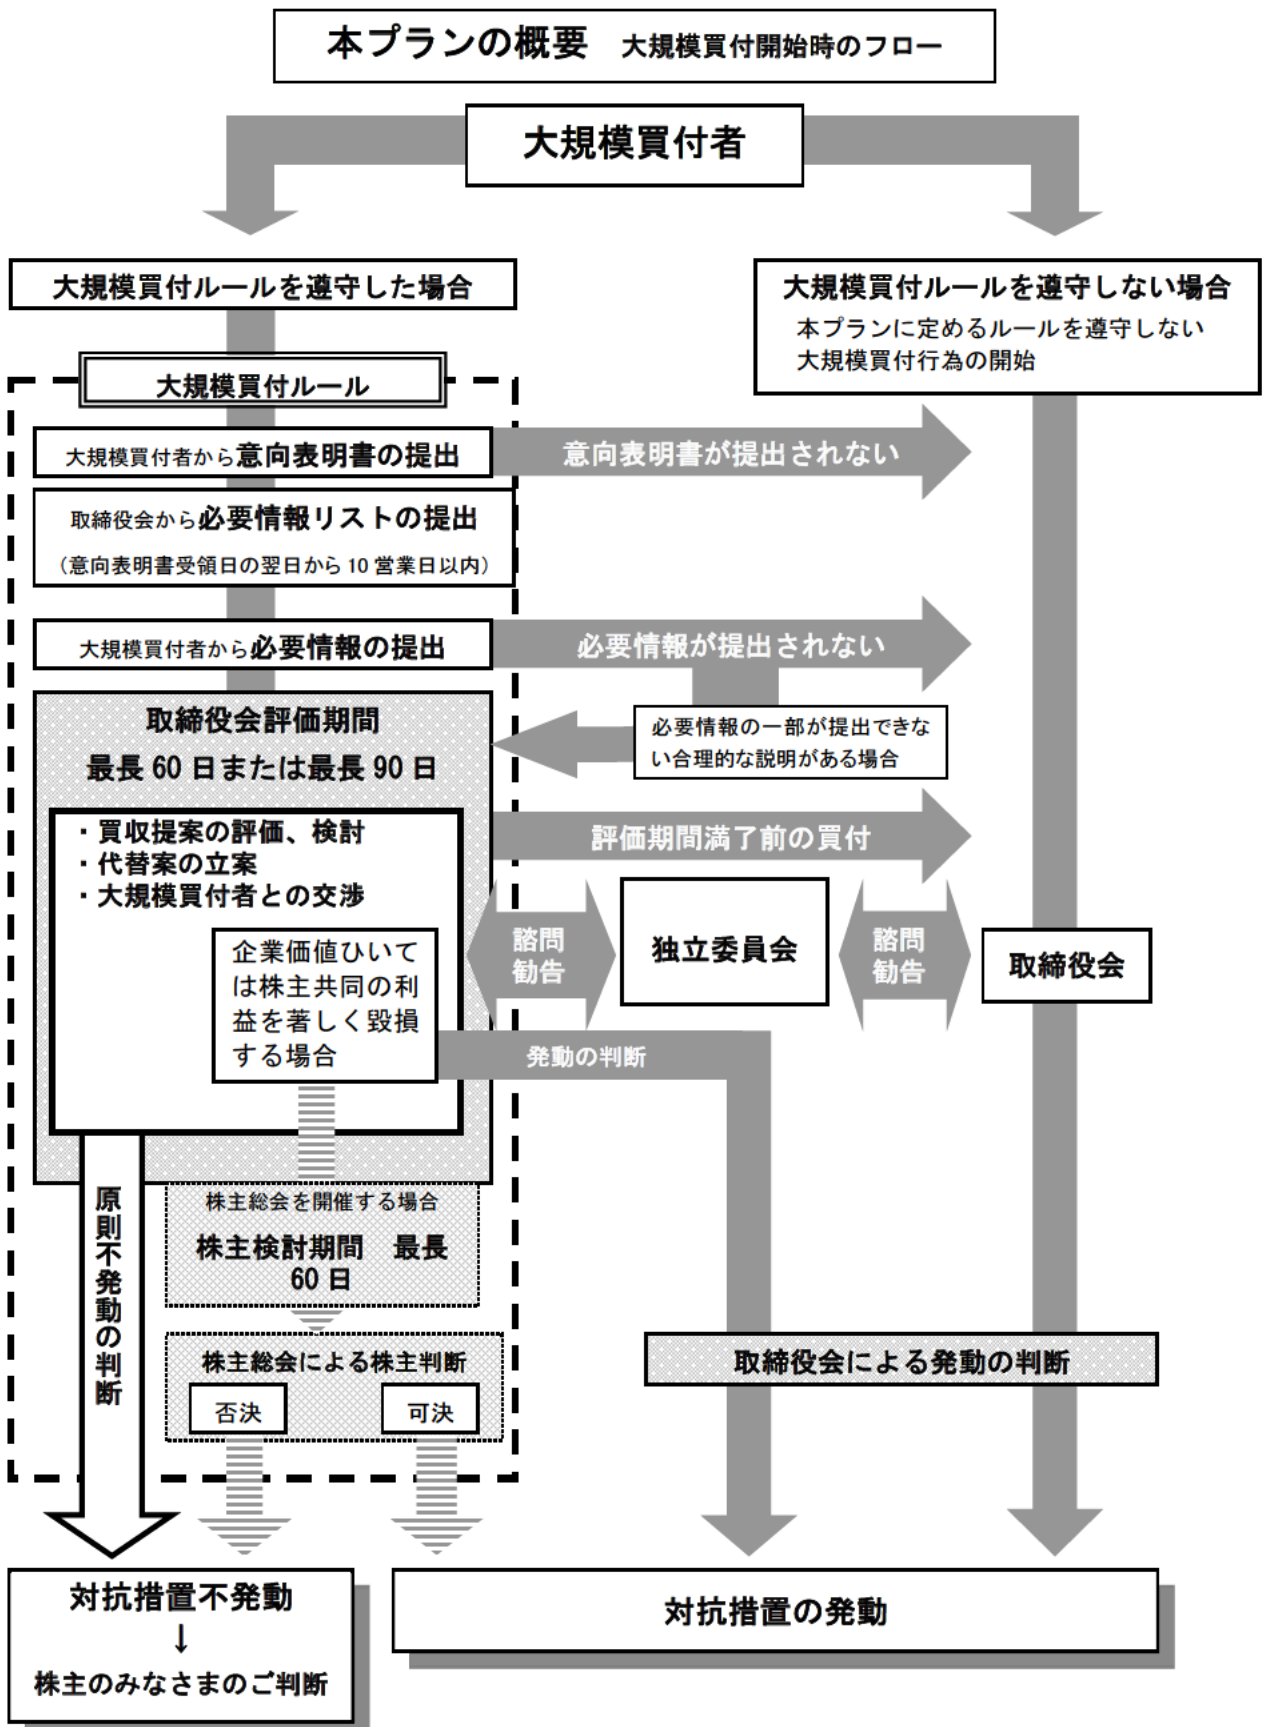 本プランの概要　大規模買付開始時のフロー
大規模買付者
大規模買付ルールを遵守した場合
大規模買付ルールを遵守しない場合
本プランに定めるルールを遵守しない
大規模買付行為の開始
大規模買付ルール
大規模買付者から意向表明書の提出
意向表明書が提出されない
取締役会から必要情報リストの提出
（意向表明書受領日の翌日から 10 営業日以内）
大規模買付者から必要情報の提出
必要情報が提出されない
取締役会評価期間
最長 60 日または最長 90 日
必要情報の一部が提出できな
い合理的な説明がある場合
・買収提案の評価、検討
・代替案の立案
・大規模買付者との交渉
評価期間満了前の買付
企業価値ひいて
は株主共同の利
益を著しく毀損
する場合
諮問
勧告
独立委員会
諮問
勧告
取締役会
発動の判断
原則不発動の判断
株主総会を開催する場合
株主検討期間　最長
60 日
株主総会による株主判断
否決
可決
取締役会による発動の判断
対抗措置不発動
↓
株主のみなさまのご判断
対抗措置の発動